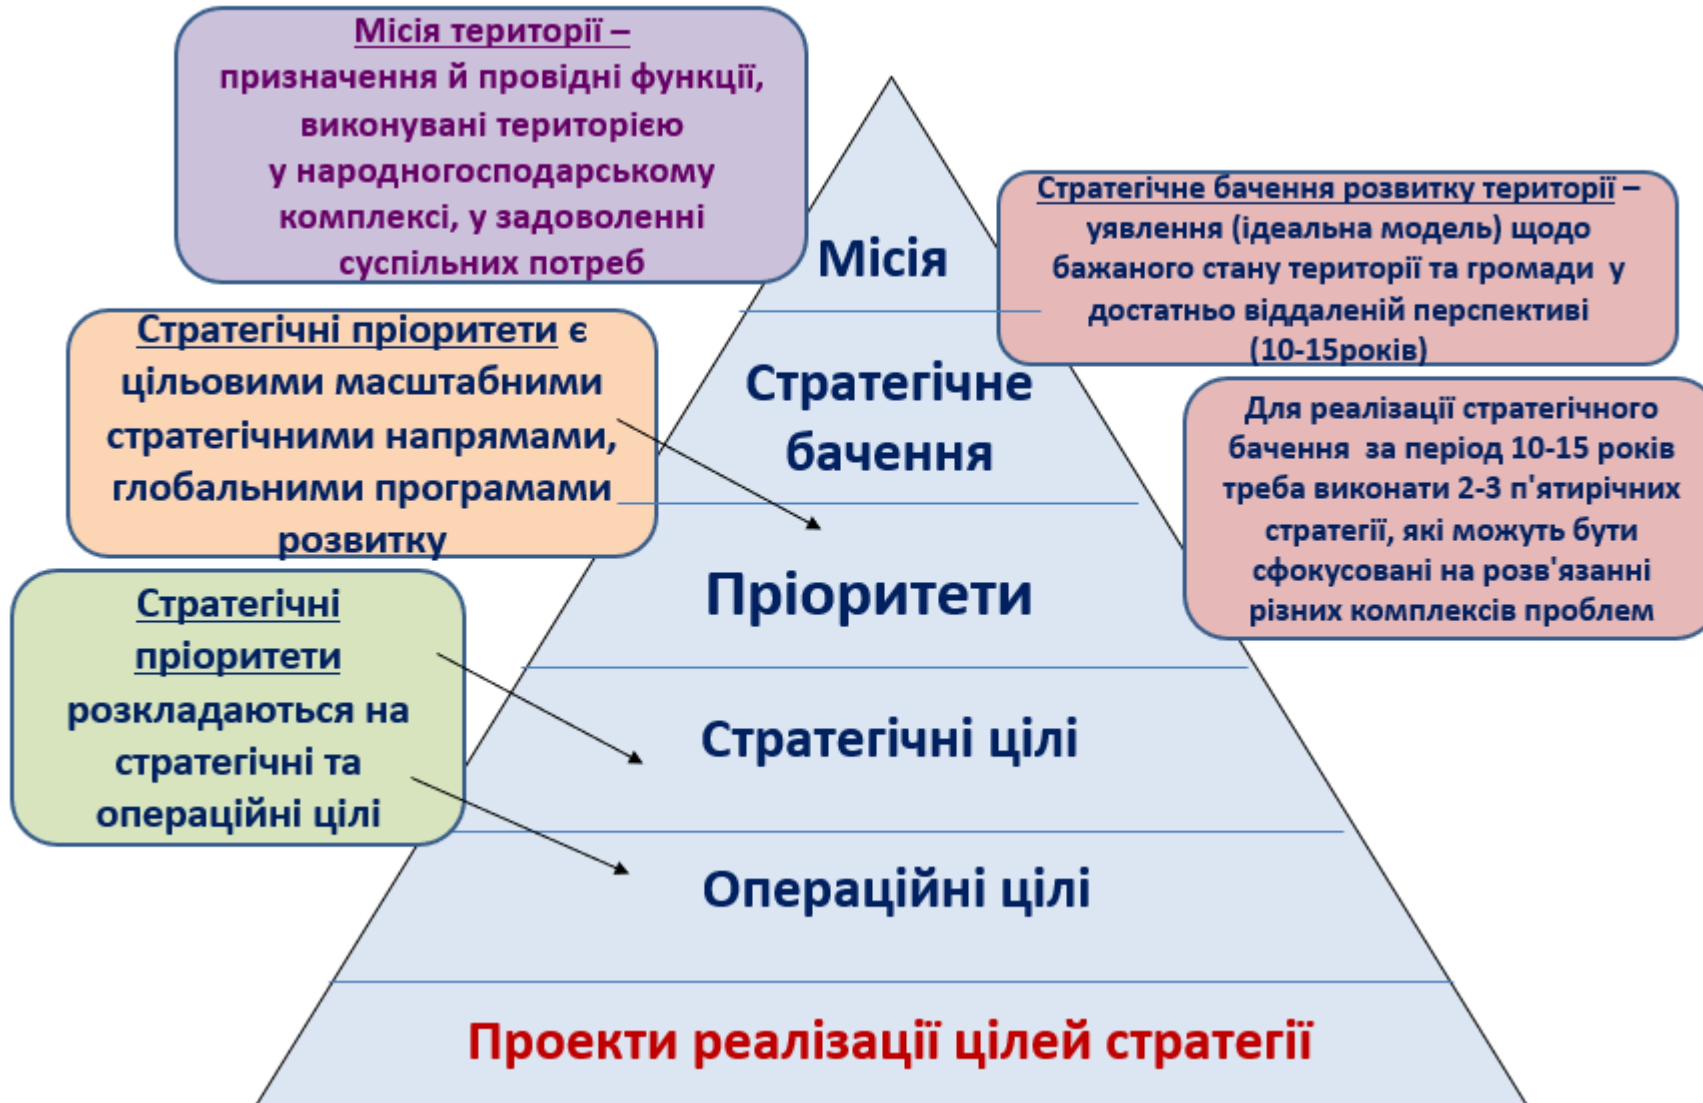 Місія території –
призначення й провідні функції,
виконувані територією
у народногосподарському
комплексі, у задоволенні
суспільних потреб
Стратегічне бачення розвитку території –
уявлення (ідеальна модель) щодо
бажаного стану території та громади у
достатньо віддаленій перспективі
(10-15років)
Стратегічні пріоритети є
цільовими масштабними
стратегічними напрямами,
глобальними програмами
розвитку
Для реалізації стратегічного
бачення за період 10-15 років
треба виконати 2-3 п'ятирічних
стратегії, які можуть бути
сфокусовані на розв'язанні
різних комплексів проблем
Стратегічні
пріоритети
розкладаються на
стратегічні та
операційні цілі
Місія
Стратегічне
бачення
Пріоритети
Стратегічні цілі
Операційні цілі
Проекти реалізації цілей стратегії